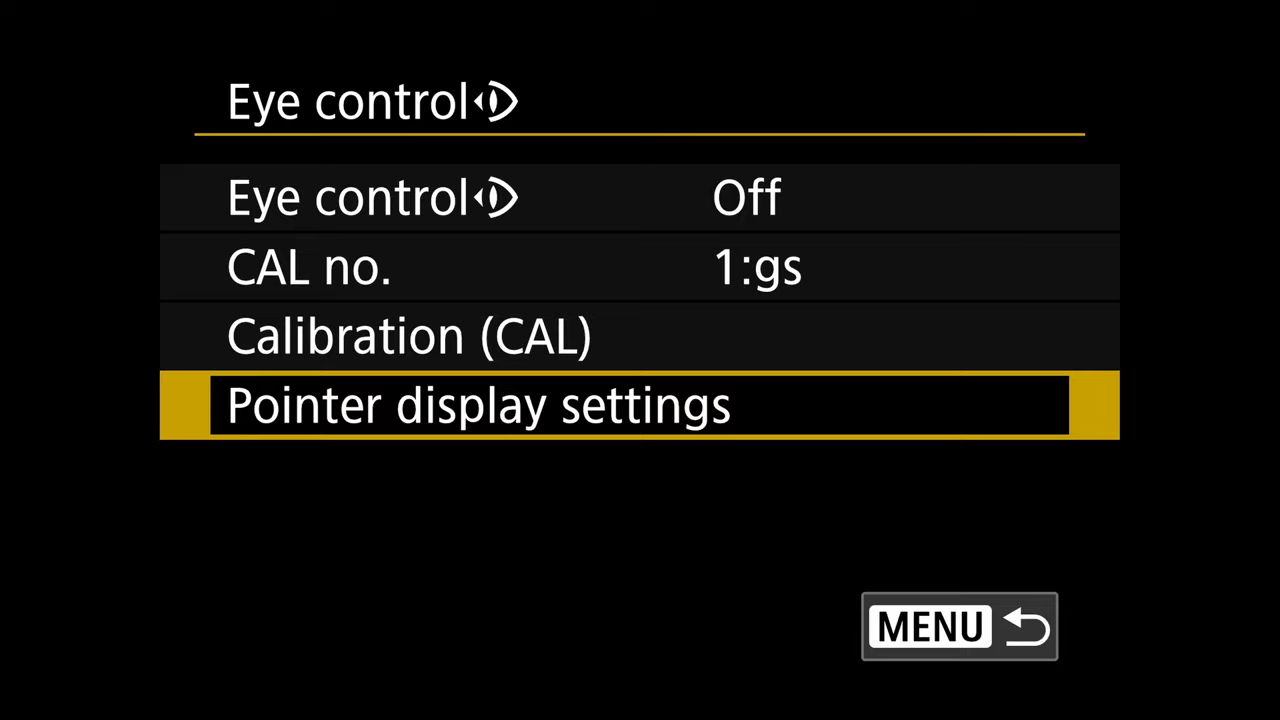 Eye control
Eye control Off
CAL no. 1:gs
Calibration (CAL)
Pointer display settings
MENU